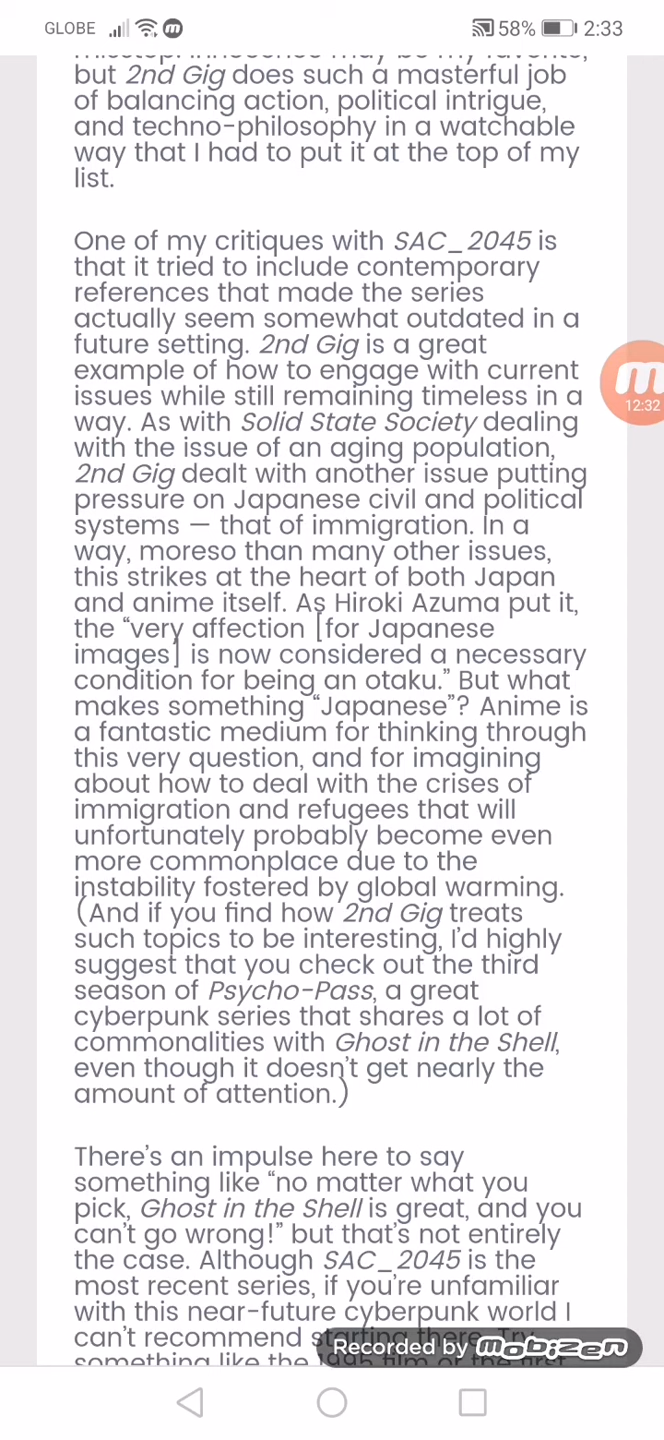 GLOBE 58% 2:33
but 2nd Gig does such a masterful job
of balancing action, political intrigue,
and techno-philosophy in a watchable
way that I had to put it at the top of my
list.
One of my critiques with SAC_2045 is
that it tried to include contemporary
references that made the series
actually seem somewhat outdated in a
future setting. 2nd Gig is a great
example of how to engage with current
issues while still remaining timeless in a
way. As with Solid State Society dealing
with the issue of an aging population,
2nd Gig dealt with another issue putting
pressure on Japanese civil and political
systems — that of immigration. In a
way, moreso than many other issues,
this strikes at the heart of both Japan
and anime itself. As Hiroki Azuma put it,
the “very affection [for Japanese
images] is now considered a necessary
condition for being an otaku.” But what
makes something “Japanese”? Anime is
a fantastic medium for thinking through
this very question, and for imagining
about how to deal with the crises of
immigration and refugees that will
unfortunately probably become even
more commonplace due to the
instability fostered by global warming.
(And if you find how 2nd Gig treats
such topics to be interesting, I’d highly
suggest that you check out the third
season of Psycho-Pass, a great
cyberpunk series that shares a lot of
commonalities with Ghost in the Shell,
even though it doesn’t get nearly the
amount of attention.)
There’s an impulse here to say
something like “no matter what you
pick, Ghost in the Shell is great, and you
can’t go wrong!” but that’s not entirely
the case. Although SAC_2045 is the
most recent series, if you’re unfamiliar
with this near-future cyberpunk world I
can’t recommend starting there. Try
something like the 1995 film or the first
m
12:32
Recorded by mobizen